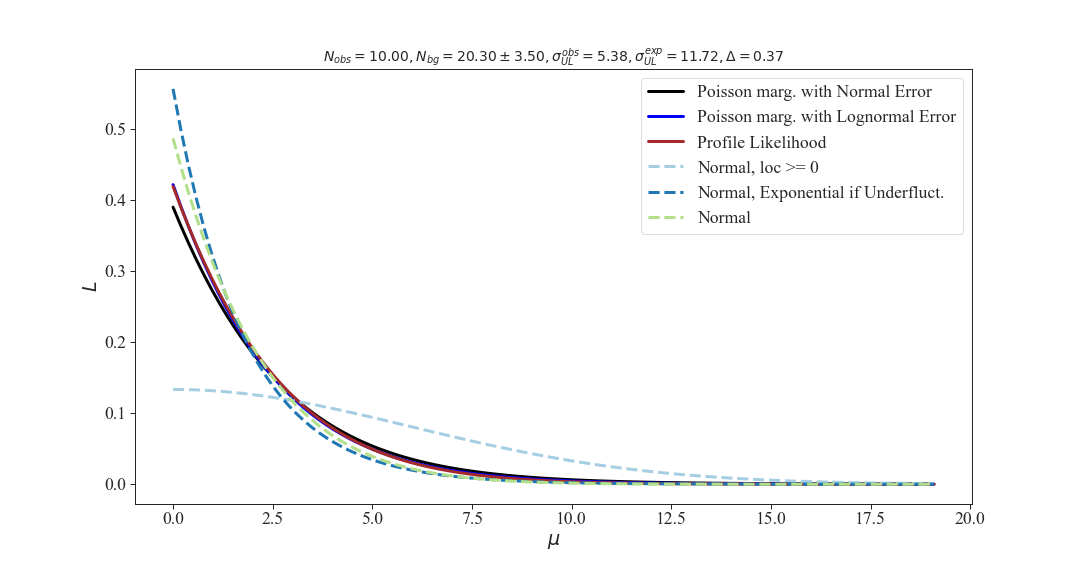 N_obs = 10.00, N_bg = 20.30 ± 3.50, σ_UL^obs = 5.38, σ_UL^exp = 11.72, Δ = 0.37
Poisson marg. with Normal Error
Poisson marg. with Lognormal Error
Profile Likelihood
Normal, loc >= 0
Normal, Exponential if Underfluct.
Normal
L
0.5
0.4
0.3
0.2
0.1
0.0
0.0 2.5 5.0 7.5 10.0 12.5 15.0 17.5 20.0
μ